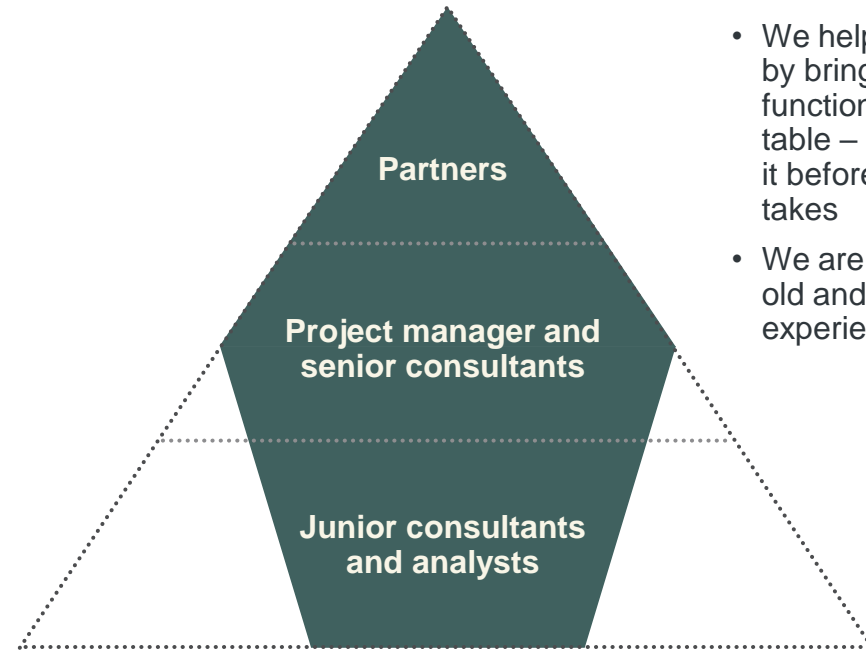 Partners
Project manager and
senior consultants
Junior consultants
and analysts
• We help
by bring
function
table –
it before
takes
• We are
old and
experie